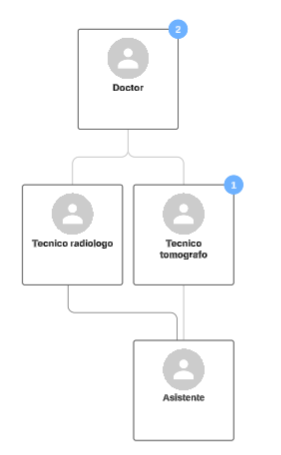 2
Doctor
1
Tecnico radiologo
Tecnico
tomografo
Asistente